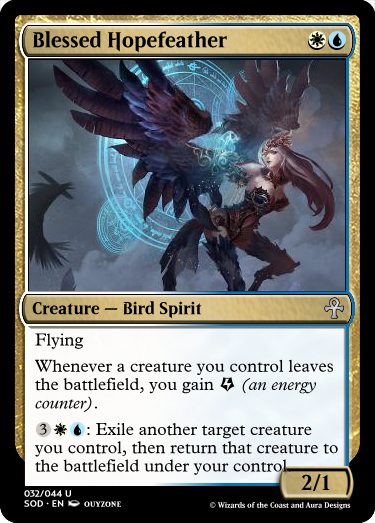 Blessed Hopefeather
Creature — Bird Spirit
Flying
Whenever a creature you control leaves
the battlefield, you gain (an energy
counter).
3 : Exile another target creature
you control, then return that creature to
the battlefield under your control.
2/1
032/044 U
SOD · EN OUYZONE
© Wizards of the Coast and Aura Designs